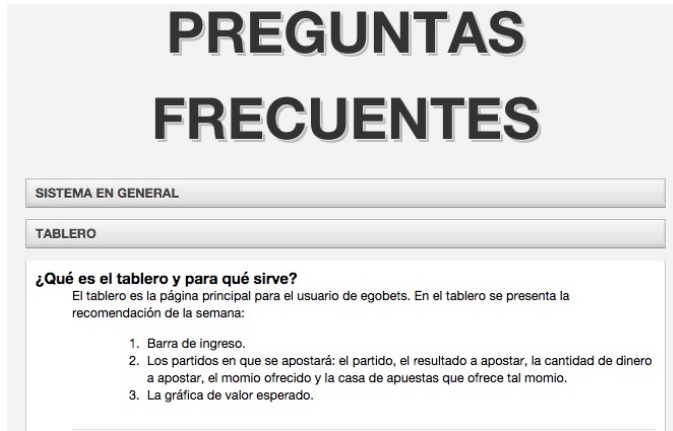 PREGUNTAS
FRECUENTES
SISTEMA EN GENERAL
TABLERO
¿Qué es el tablero y para qué sirve?
El tablero es la página principal para el usuario de egobets. En el tablero se presenta la
recomendación de la semana:
1. Barra de ingreso.
2. Los partidos en que se apostará: el partido, el resultado a apostar, la cantidad de dinero
a apostar, el momio ofrecido y la casa de apuestas que ofrece tal momio.
3. La gráfica de valor esperado.